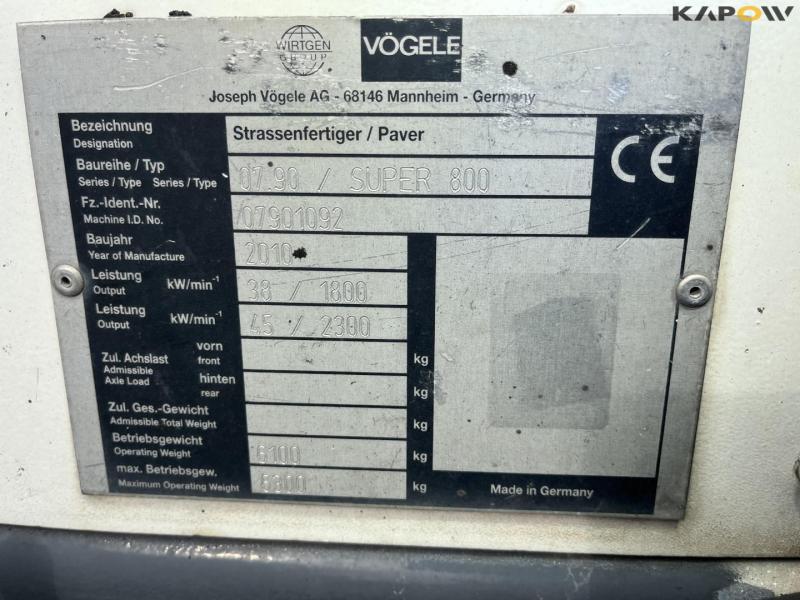 KAPOW
WIRTGEN
GROUP
VÖGELE
Joseph Vögele AG - 68146 Mannheim - Germany
Bezeichnung
Designation
Strassenfertiger / Paver
CE
Baureihe / Typ
Series / Type Series / Type
07.90 / SUPER 800
Fz.-Ident.-Nr.
Machine I.D. No.
07901092
Baujahr
Year of Manufacture
2010
Leistung
Output
kW/min⁻¹
38 / 1800
Leistung
Output
kW/min⁻¹
45 / 2300
Zul. Achslast
Admissible
Axle Load
vorn
front
kg
hinten
rear
kg
Zul. Ges.-Gewicht
Admissible Total Weight
kg
Betriebsgewicht
Operating Weight
kg
max. Betriebsgew.
Maximum Operating Weight
kg
Made in Germany